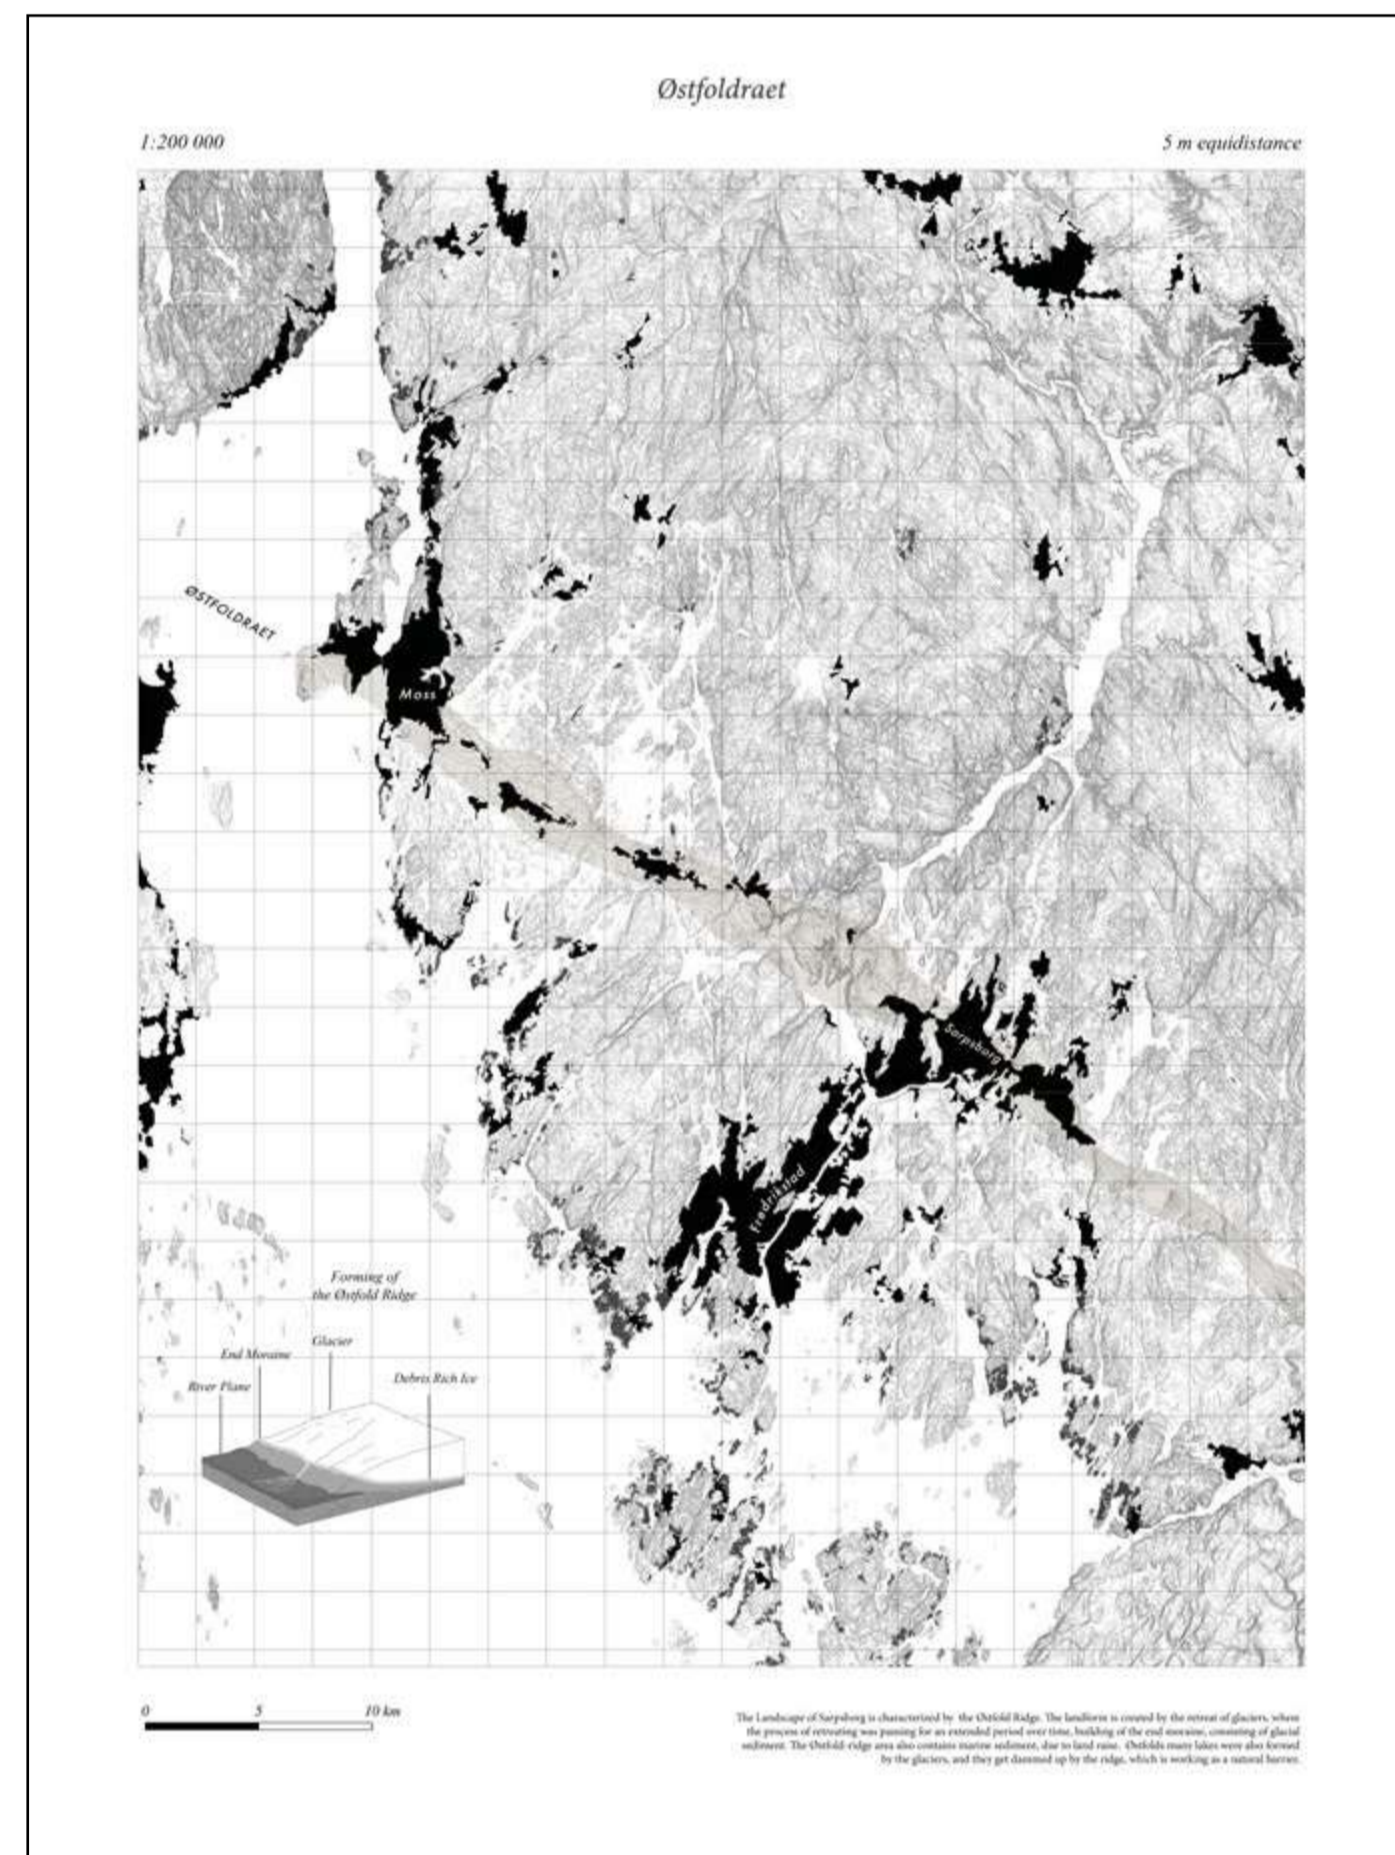 Østfoldraet
1:200 000
5 m equidistance
ØSTFOLDRAET
Moss
Sarpsborg
Fredrikstad
Forming of
the Østfold Ridge
Glacier
End Moraine
Debris Rich Ice
River Plane
0 5 10 km
The Landscape of Sarpsborg is characterized by the Østfold Ridge. The landform is created by the retreat of glaciers, where
the process of retreating was pausing for an extended period over time, building of the end moraine, consisting of glacial
sediment. The Østfold ridge area also contains marine sediment, due to land raise. Østfolds many lakes were also formed
by the glaciers, and they get dammed up by the ridge, which is working as a natural barrier.